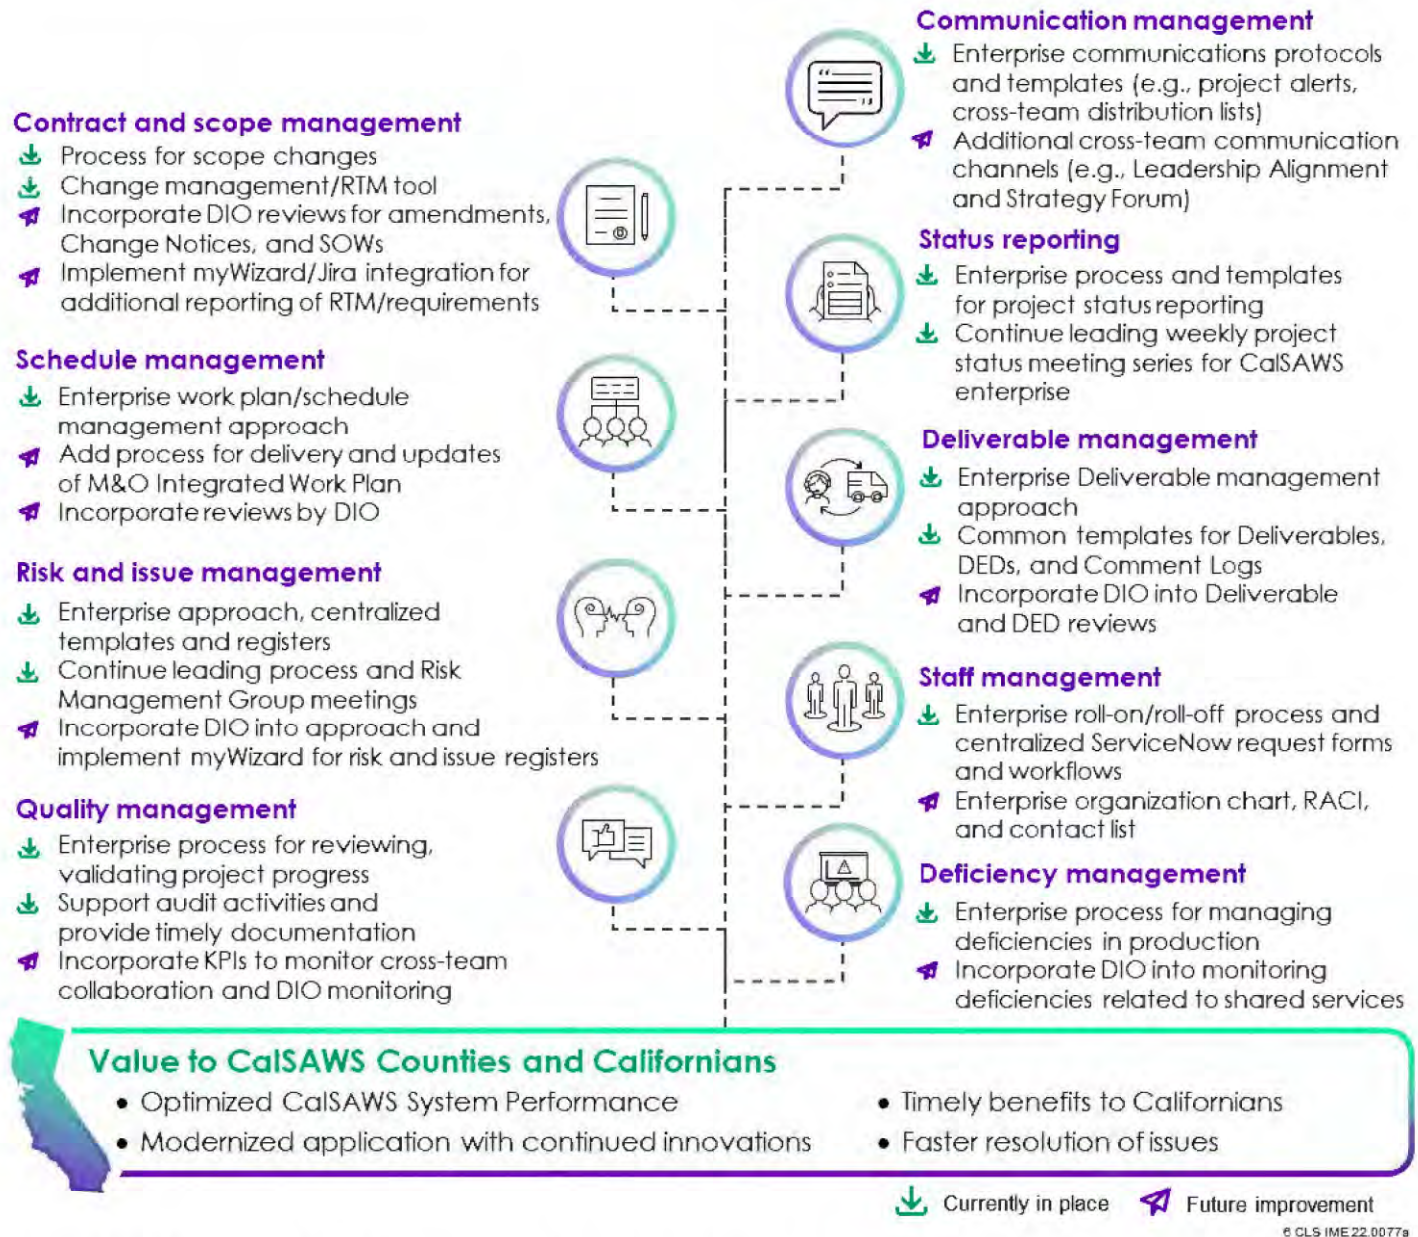 Contract and scope management
Process for scope changes
Change management/RTM tool
Incorporate DIO reviews for amendments,
Change Notices, and SOWs
Implement myWizard/Jira integration for
additional reporting of RTM/requirements
Schedule management
Enterprise work plan/schedule
management approach
Add process for delivery and updates
of M&O Integrated Work Plan
Incorporate reviews by DIO
Risk and issue management
Enterprise approach, centralized
templates and registers
Continue leading process and Risk
Management Group meetings
Incorporate DIO into approach and
implement myWizard for risk and issue registers
Quality management
Enterprise process for reviewing,
validating project progress
Support audit activities and
provide timely documentation
Incorporate KPIs to monitor cross-team
collaboration and DIO monitoring
Communication management
Enterprise communications protocols
and templates (e.g., project alerts,
cross-team distribution lists)
Additional cross-team communication
channels (e.g., Leadership Alignment
and Strategy Forum)
Status reporting
Enterprise process and templates
for project status reporting
Continue leading weekly project
status meeting series for CalSAWS
enterprise
Deliverable management
Enterprise Deliverable management
approach
Common templates for Deliverables,
DEDs, and Comment Logs
Incorporate DIO into Deliverable
and DED reviews
Staff management
Enterprise roll-on/roll-off process and
centralized ServiceNow request forms
and workflows
Enterprise organization chart, RACI,
and contact list
Deficiency management
Enterprise process for managing
deficiencies in production
Incorporate DIO into monitoring
deficiencies related to shared services
Value to CalSAWS Counties and Californians
• Optimized CalSAWS System Performance
• Modernized application with continued innovations
• Timely benefits to Californians
• Faster resolution of issues
Currently in place
Future improvement
6 CLS IME 22.0077a